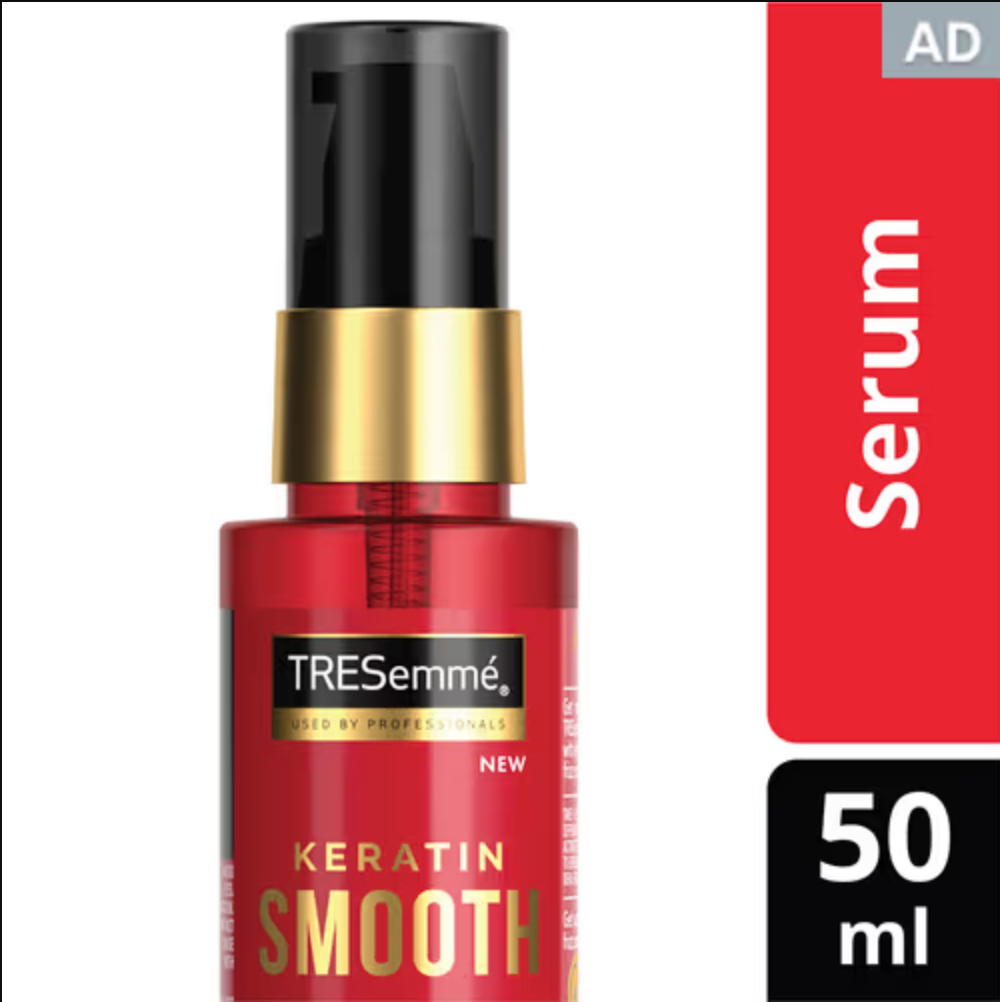 AD
Serum
TRESemmé®
USED BY PROFESSIONALS
NEW
KERATIN
SMOOTH
50
ml